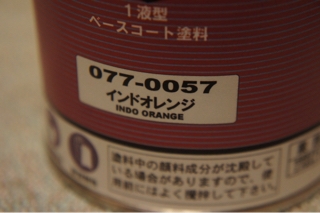 1液型
ベースコート塗料
077-0057
インドオレンジ
INDO ORANGE
塗料中の顔料成分が沈殿して
いる場合がありますので、使
用前にはよく攪拌して下さい。